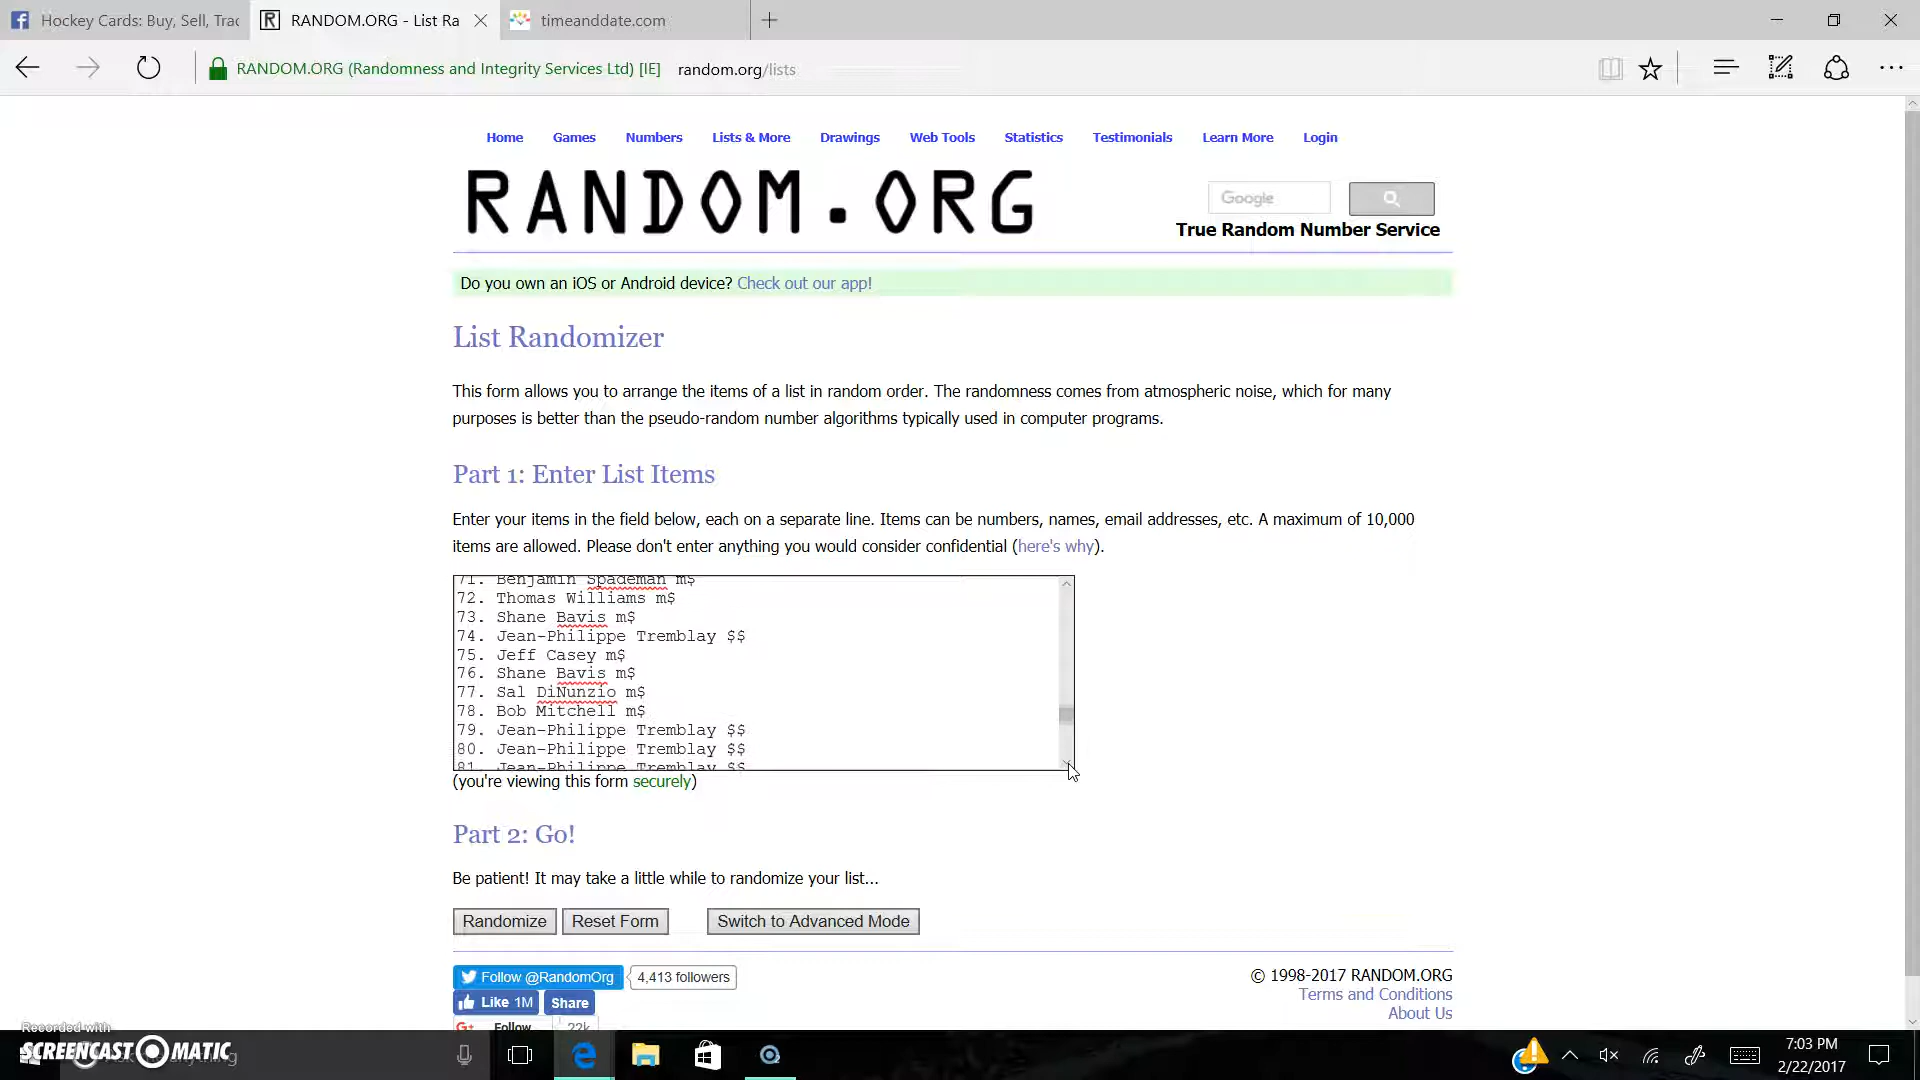 Hockey Cards: Buy, Sell, Trac
RANDOM.ORG - List Ra
timeanddate.com
RANDOM.ORG (Randomness and Integrity Services Ltd) [IE] random.org/lists
Home Games Numbers Lists & More Drawings Web Tools Statistics Testimonials Learn More Login
RANDOM.ORG
Google
True Random Number Service
Do you own an iOS or Android device? Check out our app!
List Randomizer
This form allows you to arrange the items of a list in random order. The randomness comes from atmospheric noise, which for many
purposes is better than the pseudo-random number algorithms typically used in computer programs.
Part 1: Enter List Items
Enter your items in the field below, each on a separate line. Items can be numbers, names, email addresses, etc. A maximum of 10,000
items are allowed. Please don't enter anything you would consider confidential (here's why).
71. Benjamin Spademan m$
72. Thomas Williams m$
73. Shane Bavis m$
74. Jean-Philippe Tremblay $$
75. Jeff Casey m$
76. Shane Bavis m$
77. Sal DiNunzio m$
78. Bob Mitchell m$
79. Jean-Philippe Tremblay $$
80. Jean-Philippe Tremblay $$
81. Jean-Philippe Tremblay $$
(you're viewing this form securely)
Part 2: Go!
Be patient! It may take a little while to randomize your list...
Randomize Reset Form Switch to Advanced Mode
Follow @RandomOrg 4,413 followers
Like 1M Share
G+ Follow 22k
© 1998-2017 RANDOM.ORG
Terms and Conditions
About Us
Recorded with
SCREENCAST MATIC
7:03 PM
2/22/2017